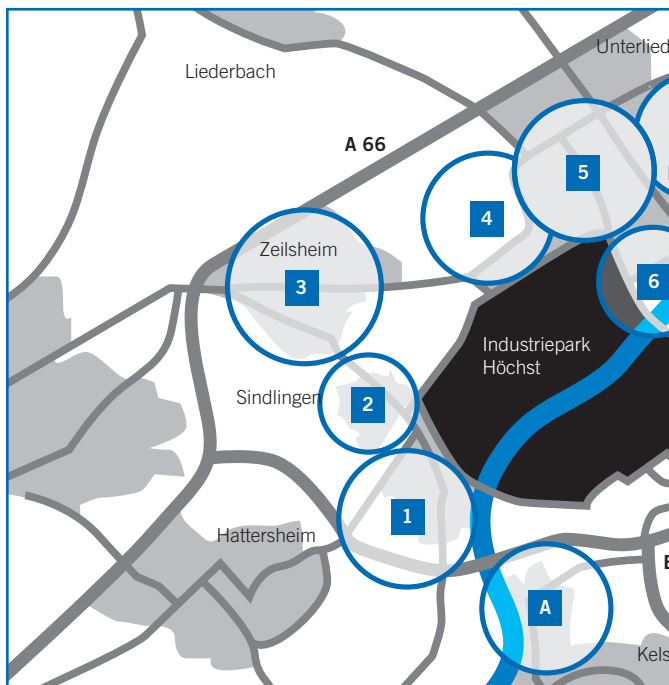 Unterlied
Liederbach
A 66
5
4
Zeilsheim
3
6
Industriepark
Höchst
Sindlingen
2
1
Hattersheim
A
Kels